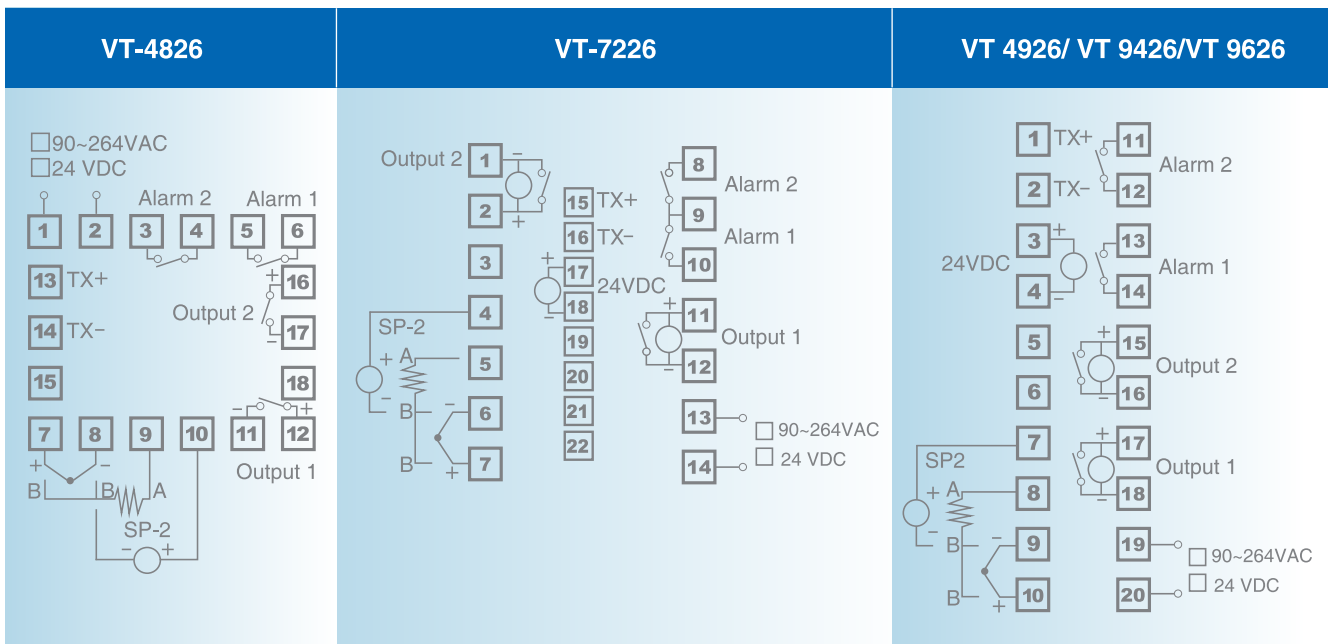 VT-4826
VT-7226
VT 4926/ VT 9426/VT 9626
□90~264VAC
□24 VDC
Alarm 2 Alarm 1
1 2 3 4 5 6
13 TX+
+ 16
Output 2
14 TX−
− 17
15
18
− +
7 8 9 10 11 12
+ −
Output 1
B B A
SP-2
− +
Output 2 1 −
2 +
3
4
SP-2
+ A 5
− B − 6
B + 7
15 TX+
16 TX−
+ 17
24VDC
− 18
19
20
21
22
8
Alarm 2
9
Alarm 1
10
+ 11
Output 1
− 12
13
□ 90~264VAC
□ 24 VDC
14
1 TX+ 11
Alarm 2
2 TX− 12
3 + 13
24VDC
Alarm 1
4 − 14
5 + 15
Output 2
6 − 16
7 + 17
SP2
Output 1
+ A 8 − 18
− B − 9 19
□ 90~264VAC
□ 24 VDC
B + 10 20